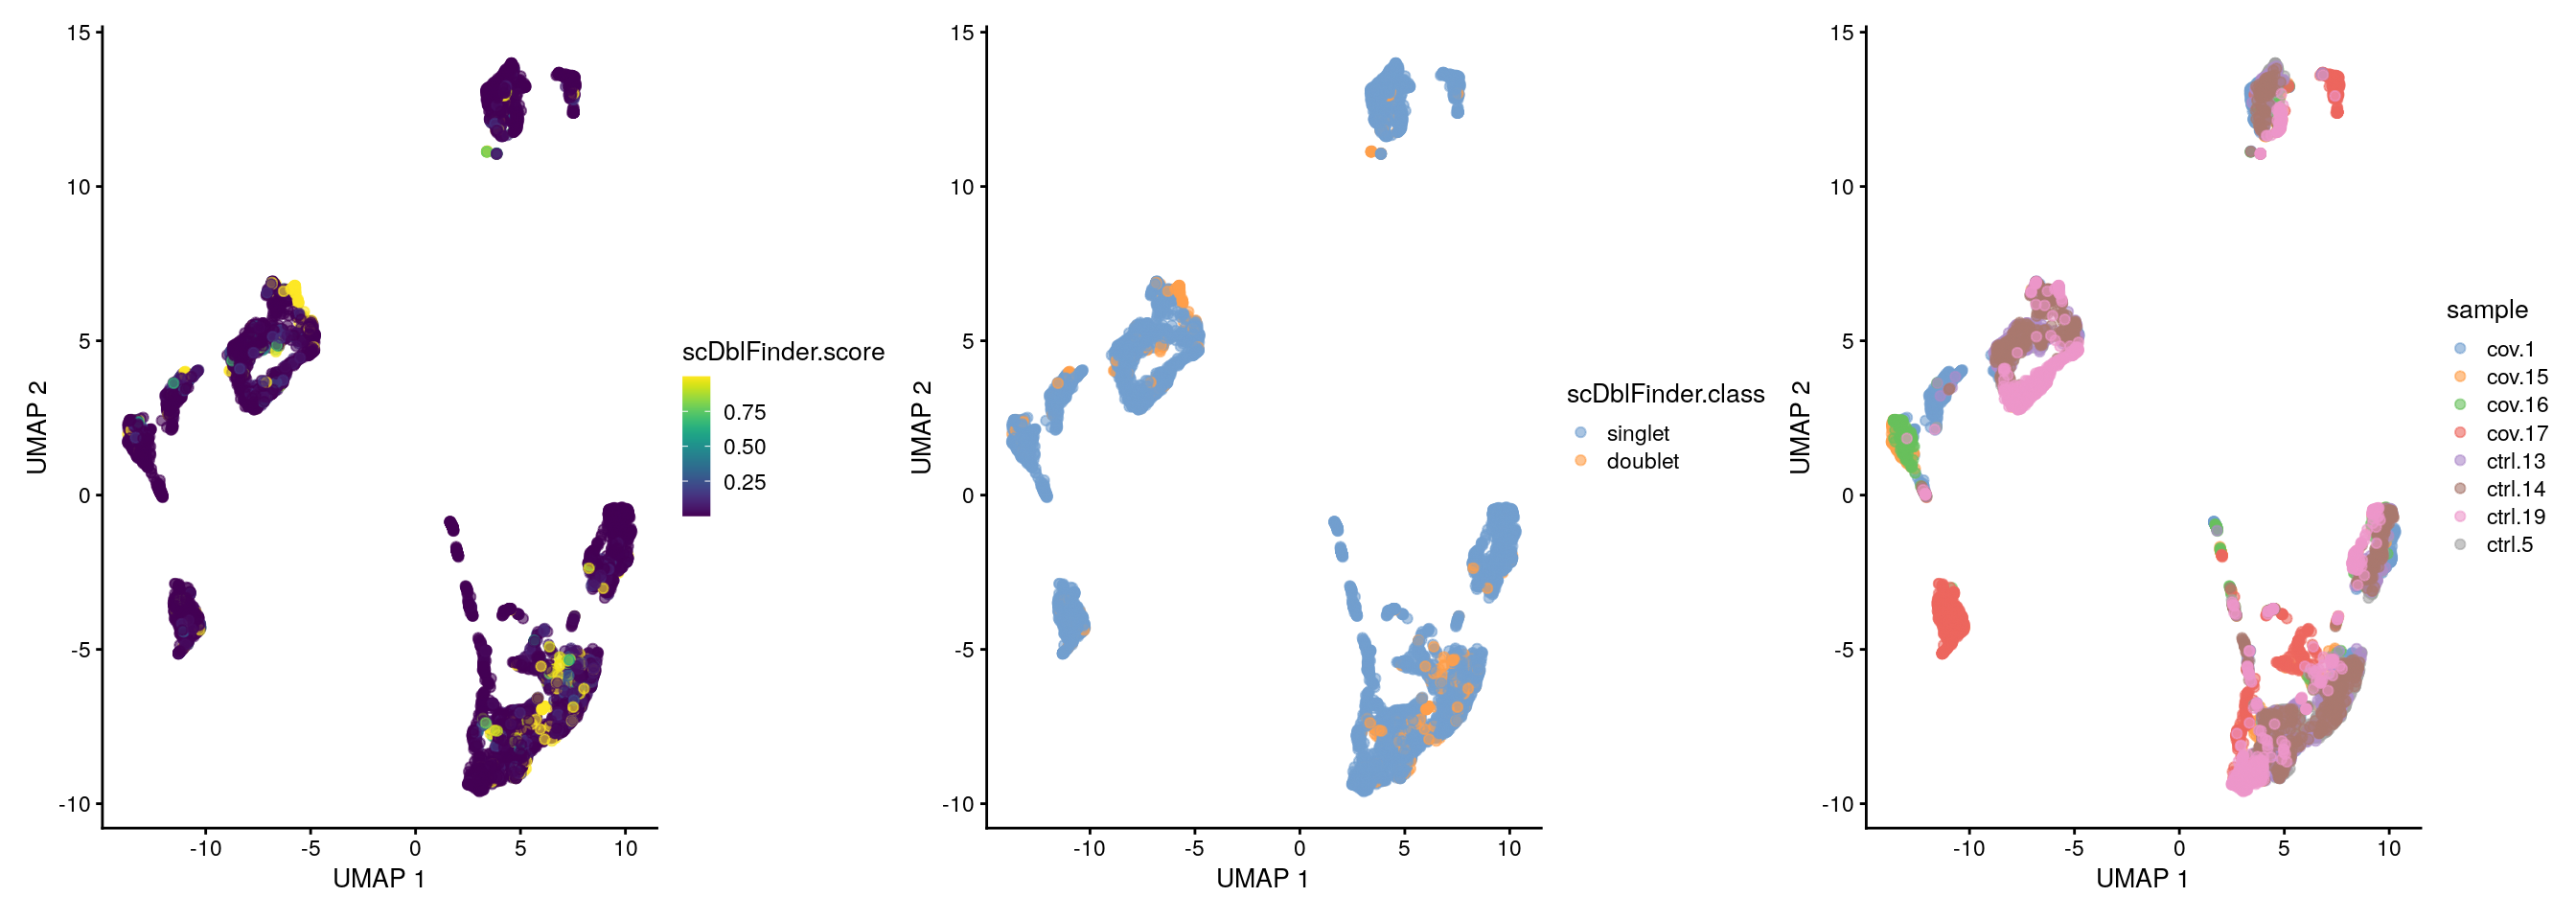 15
10
5
0
-5
-10
UMAP 2
-10
-5
0
5
10
UMAP 1
scDblFinder.score
0.75
0.50
0.25
15
10
5
0
-5
-10
UMAP 2
-10
-5
0
5
10
UMAP 1
scDblFinder.class
singlet
doublet
15
10
5
0
-5
-10
UMAP 2
-10
-5
0
5
10
UMAP 1
sample
cov.1
cov.15
cov.16
cov.17
ctrl.13
ctrl.14
ctrl.19
ctrl.5